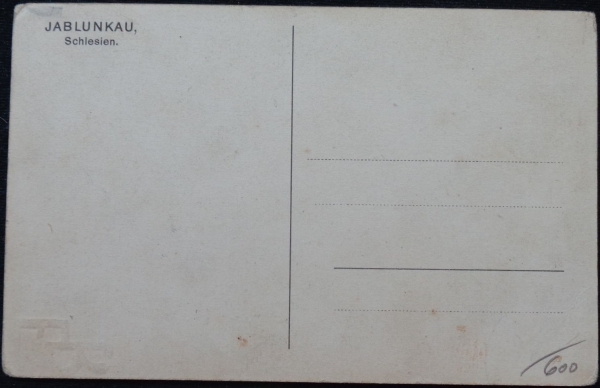 JABLUNKAU,
Schlesien.
/600